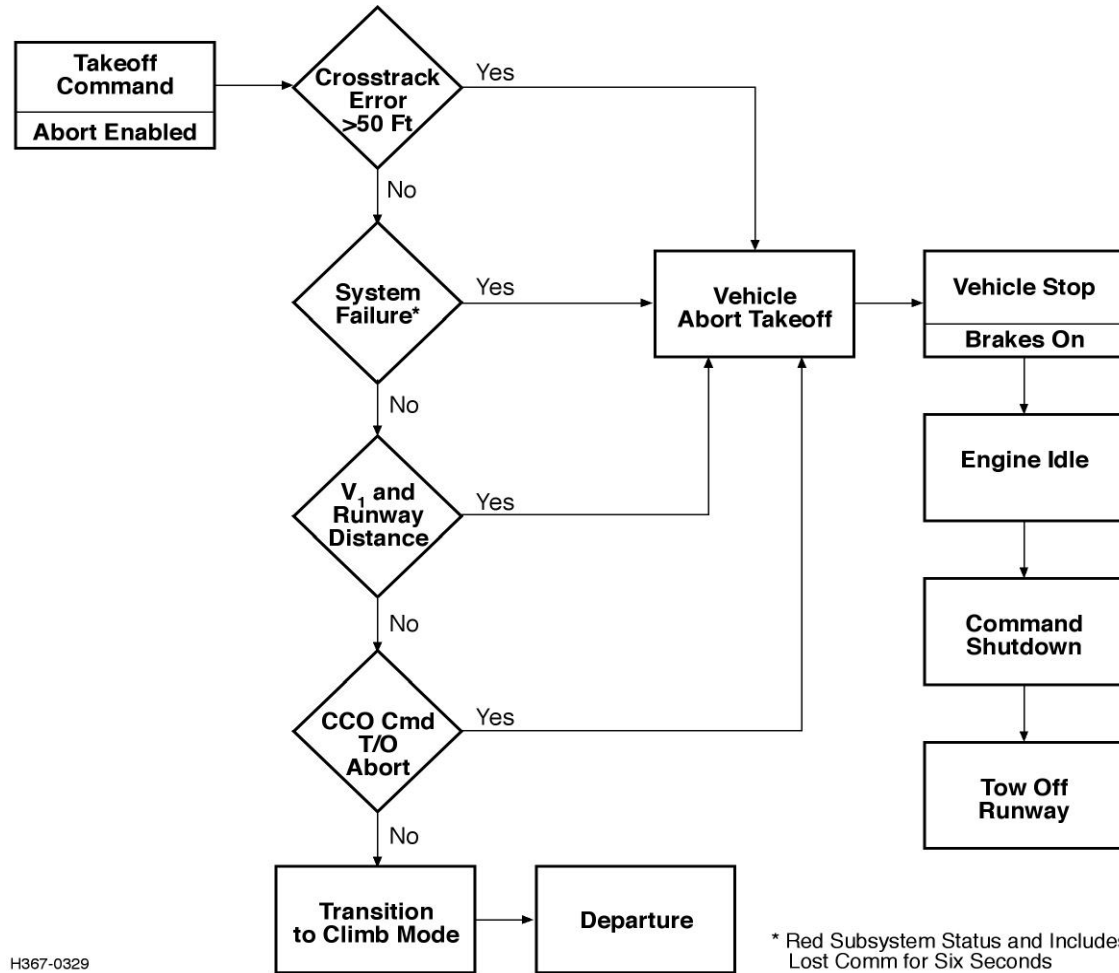 Takeoff
Command
Abort Enabled
Crosstrack
Error
>50 Ft
Yes
No
System
Failure*
Yes
No
V₁ and
Runway
Distance
Yes
No
CCO Cmd
T/O
Abort
Yes
No
Transition
to Climb Mode
Departure
Vehicle
Abort Takeoff
Vehicle Stop
Brakes On
Engine Idle
Command
Shutdown
Tow Off
Runway
* Red Subsystem Status and Includes
Lost Comm for Six Seconds
H367-0329